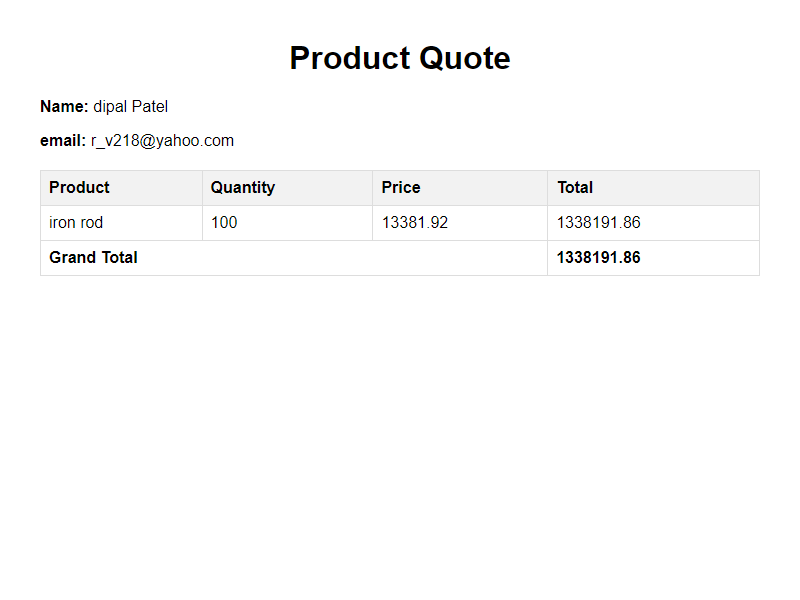 Product Quote
Name: dipal Patel
email: r_v218@yahoo.com
Product Quantity Price Total
iron rod 100 13381.92 1338191.86
Grand Total 1338191.86